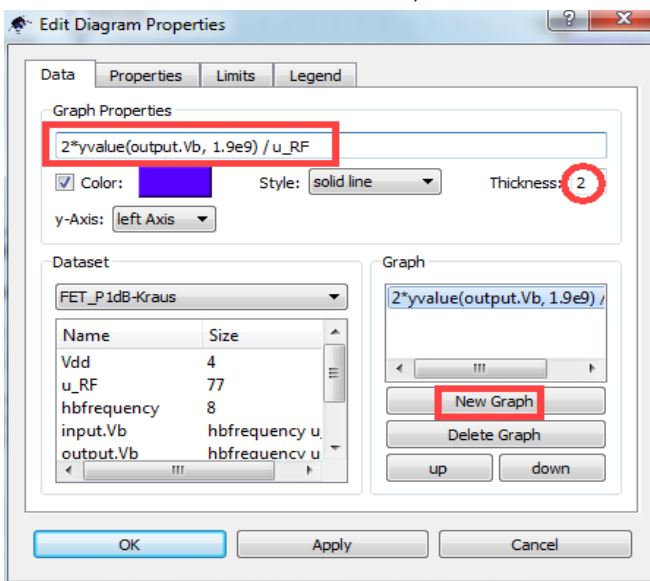 Edit Diagram Properties
Data Properties Limits Legend
Graph Properties
2*yvalue(output.Vb, 1.9e9) / u_RF
Color: Style: solid line Thickness: 2
y-Axis: left Axis
Dataset Graph
FET_P1dB-Kraus
2*yvalue(output.Vb, 1.9e9) /
Name Size
Vdd 4
u_RF 77
hbfrequency 8
input.Vb hbfrequency u_
output.Vb hbfrequency u
New Graph
Delete Graph
up down
OK Apply Cancel